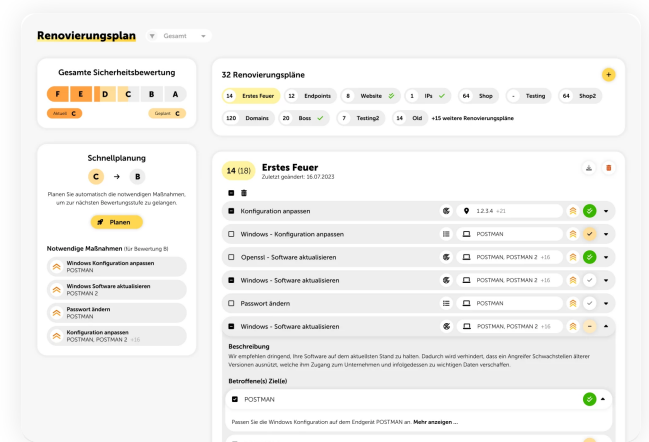 Renovierungsplan
Gesamt
Gesamte Sicherheitsbewertung
F E D C B A
Aktuell C
Geplant C
Schnellplanung
C → B
Planen Sie automatisch die notwendigen Maßnahmen,
um zur nächsten Bewertungsstufe zu gelangen.
Planen
Notwendige Maßnahmen (für Bewertung B)
Windows Konfiguration anpassen
POSTMAN
Windows Software aktualisieren
POSTMAN 2
Passwort ändern
POSTMAN
Konfiguration anpassen
POSTMAN, POSTMAN 2 +16
32 Renovierungspläne
14 Erstes Feuer 12 Endpoints 8 Website 1 IPs 64 Shop - Testing 64 Shop2
120 Domains 20 Boss 7 Testing2 14 Old +15 weitere Renovierungspläne
14 (18) Erstes Feuer
Zuletzt geändert: 16.07.2023
Konfiguration anpassen 1.2.3.4 +21
Windows - Konfiguration anpassen POSTMAN
Openssl - Software aktualisieren POSTMAN, POSTMAN 2 +16
Passwort ändern POSTMAN
Windows - Software aktualisieren POSTMAN, POSTMAN 2 +16
Beschreibung
Wir empfehlen dringend, Ihre Software auf dem aktuellsten Stand zu halten. Dadurch wird verhindert, dass ein Angreifer Schwachstellen älterer
Versionen ausnützt, welche ihm Zugang zum Unternehmen und infolgedessen zu wichtigen Daten verschaffen.
Betroffene(s) Ziel(e)
POSTMAN
Passen Sie die Windows Konfiguration auf dem Endgerät POSTMAN an. Mehr anzeigen ...